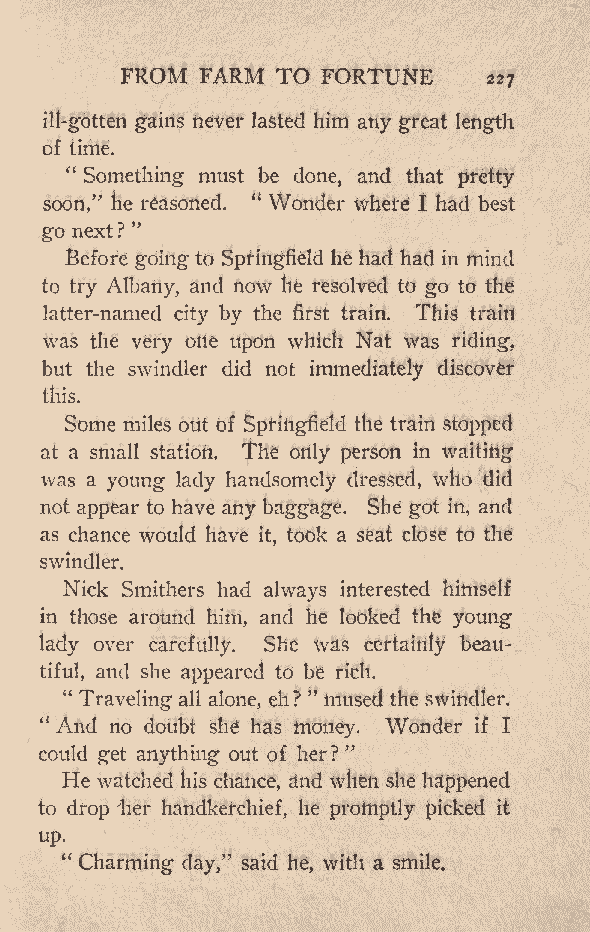 FROM FARM TO FORTUNE 227
ill-gotten gains never lasted him any great length
of time.
“ Something must be done, and that pretty
soon,” he reasoned. “ Wonder where I had best
go next? ”
Before going to Springfield he had had in mind
to try Albany, and now he resolved to go to the
latter-named city by the first train. This train
was the very one upon which Nat was riding,
but the swindler did not immediately discover
this.
Some miles out of Springfield the train stopped
at a small station. The only person in waiting
was a young lady handsomely dressed, who did
not appear to have any baggage. She got in, and
as chance would have it, took a seat close to the
swindler.
Nick Smithers had always interested himself
in those around him, and he looked the young
lady over carefully. She was certainly beau-
tiful, and she appeared to be rich.
“ Traveling all alone, eh? ” mused the swindler.
“ And no doubt she has money. Wonder if I
could get anything out of her? ”
He watched his chance, and when she happened
to drop her handkerchief, he promptly picked it
up.
“ Charming day,” said he, with a smile.